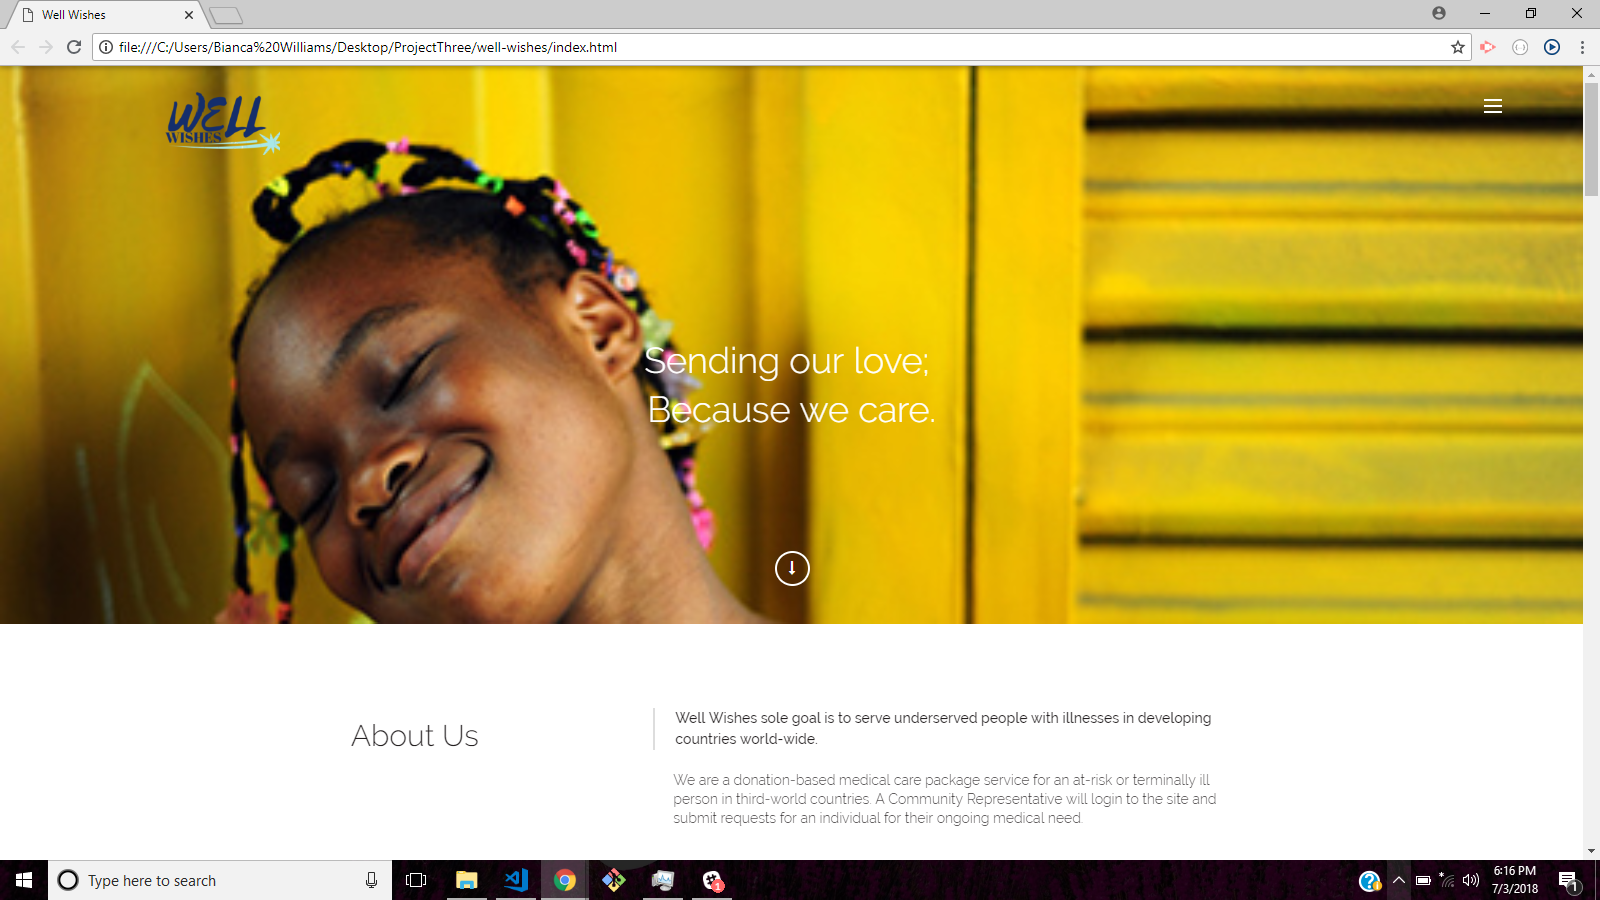 Well Wishes
file:///C:/Users/Bianca%20Williams/Desktop/ProjectThree/well-wishes/index.html
WELL
WISHES
Sending our love;
Because we care.
About Us
Well Wishes sole goal is to serve underserved people with illnesses in developing
countries world-wide.
We are a donation-based medical care package service for an at-risk or terminally ill
person in third-world countries. A Community Representative will login to the site and
submit requests for an individual for their ongoing medical need.
Type here to search
1
6:16 PM
7/3/2018
1